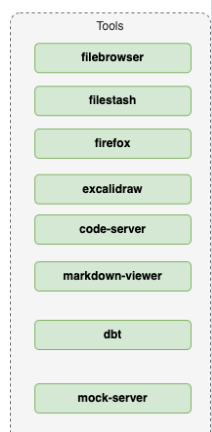 Tools
filebrowser
filestash
firefox
excalidraw
code-server
markdown-viewer
dbt
mock-server